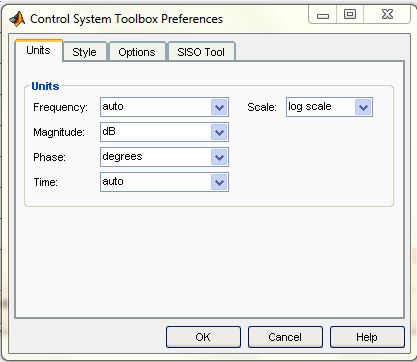 Control System Toolbox Preferences
Units Style Options SISO Tool
Units
Frequency: auto Scale: log scale
Magnitude: dB
Phase: degrees
Time: auto
OK Cancel Help